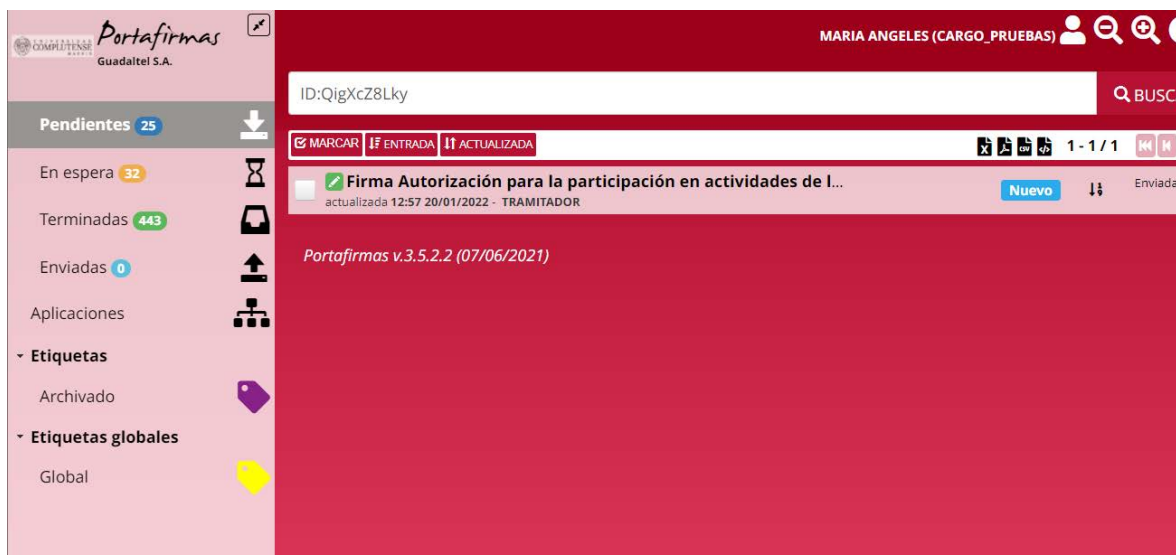 UNIVERSIDAD
COMPLUTENSE
MADRID
Portafirmas
Guadaltel S.A.
MARIA ANGELES (CARGO_PRUEBAS)
ID:QigXcZ8Lky
BUSC
Pendientes 25
MARCAR ENTRADA ACTUALIZADA
1 - 1 / 1
En espera 32
Firma Autorización para la participación en actividades de l...
Nuevo
Enviada
actualizada 12:57 20/01/2022 - TRAMITADOR
Terminadas 443
Portafirmas v.3.5.2.2 (07/06/2021)
Enviadas 0
Aplicaciones
Etiquetas
Archivado
Etiquetas globales
Global